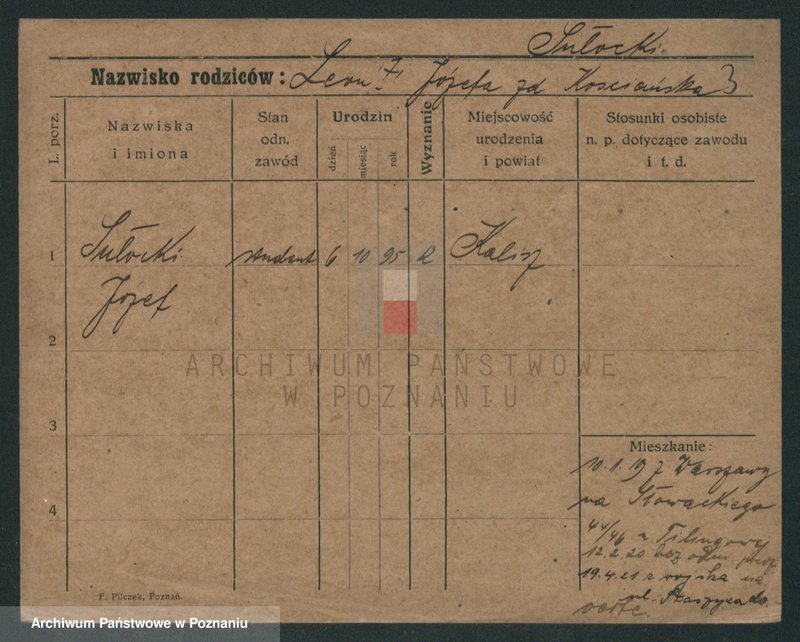 Sułocki
Nazwisko rodziców: Leon i Józefa zd Kościańska 3
L. porz.
Nazwiska
i imiona
Stan
odn.
zawód
Urodzin
dzień
miesiąc
rok
Wyznanie
Miejscowość
urodzenia
i powiat
Stosunki osobiste
n. p. dotyczące zawodu
i t. d.
1 Sułocki student 6 10 95 Kalisz
Józef
2
ARCHIWUM PAŃSTWOWE
W POZNANIU
3
Mieszkanie:
10.1.19 z Warszawy
na Słowackiego
4
44/46 u Tilingowej
12.2.20 bez odm.
19.4.21 z wojska na
pl.
F. Pilczek, Poznań.
Archiwum Państwowe w Poznaniu